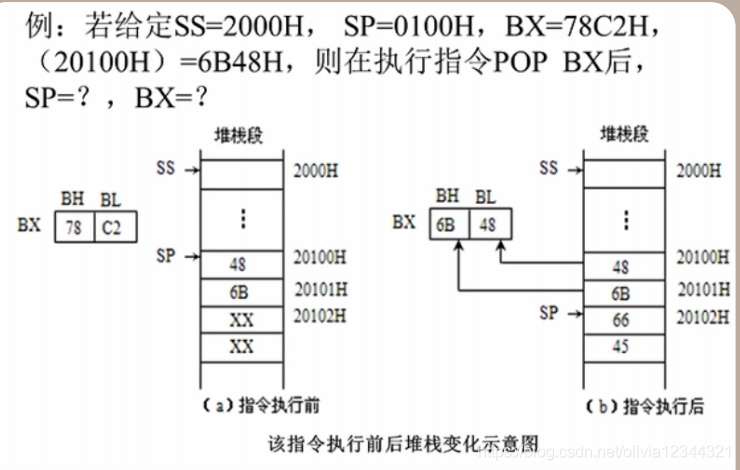 例：若给定SS=2000H， SP=0100H，BX=78C2H，
（20100H）=6B48H，则在执行指令POP BX后，
SP=？，BX=？
堆栈段 堆栈段
SS 2000H SS 2000H
BH BL BH BL
BX 78 C2 ⋮ BX 6B 48 ⋮
SP 48 20100H 48 20100H
6B 20101H 6B 20101H
XX 20102H SP 66 20102H
XX 45
（a）指令执行前 （b）指令执行后
该指令执行前后堆栈变化示意图
https://blog.csdn.net/olivia12344321